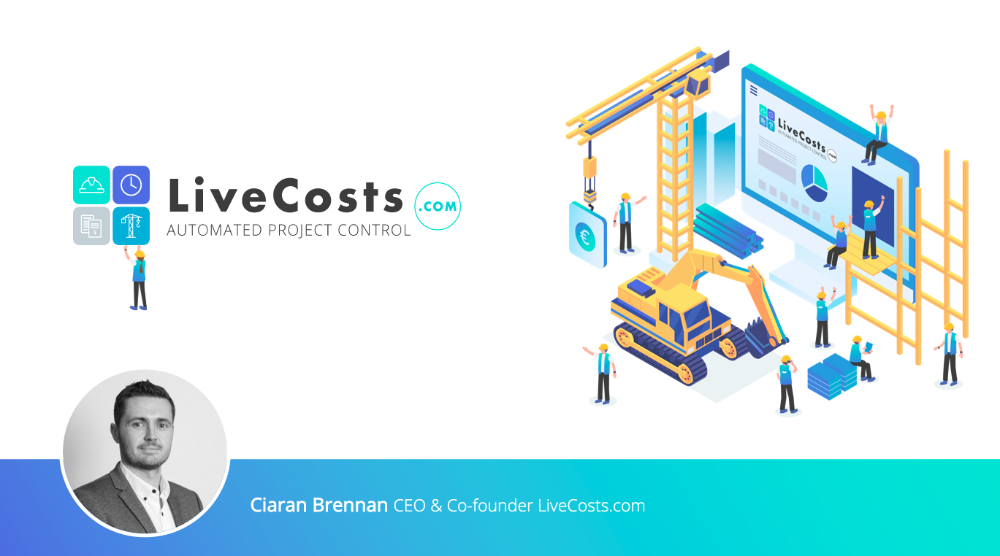 LiveCosts .COM
AUTOMATED PROJECT CONTROL
$
LiveCosts .COM
AUTOMATED PROJECT CONTROL
€
Ciaran Brennan CEO & Co-founder LiveCosts.com